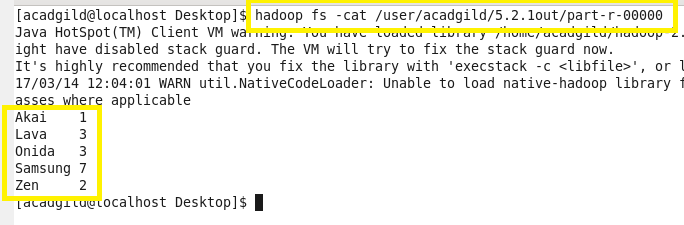 [acadgild@localhost Desktop]$ hadoop fs -cat /user/acadgild/5.2.1out/part-r-00000
Java HotSpot(TM) Client VM warning: You have loaded library /home/acadgild/hadoop-2.
ight have disabled stack guard. The VM will try to fix the stack guard now.
It's highly recommended that you fix the library with 'execstack -c <libfile>', or l
17/03/14 12:04:01 WARN util.NativeCodeLoader: Unable to load native-hadoop library f
asses where applicable
Akai 1
Lava 3
Onida 3
Samsung 7
Zen 2
[acadgild@localhost Desktop]$